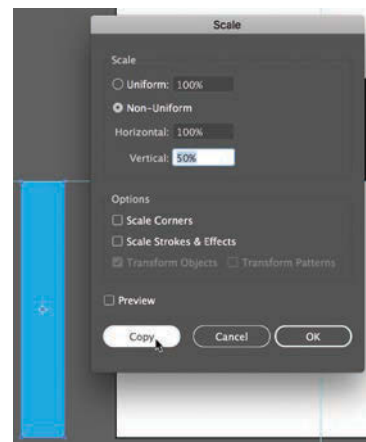 Scale
Scale
Uniform: 100%
Non-Uniform
Horizontal: 100%
Vertical: 50%
Options
Scale Corners
Scale Strokes & Effects
Transform Objects Transform Patterns
Preview
Copy Cancel OK